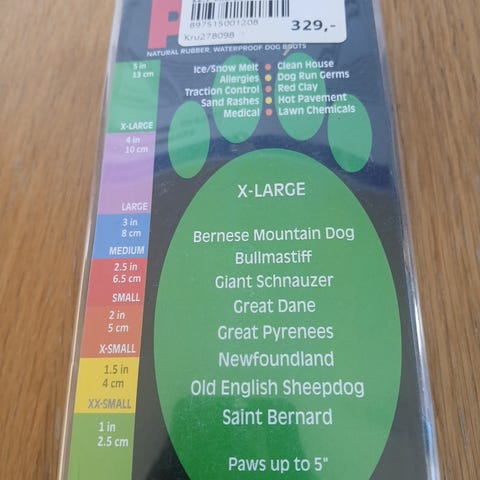 897515001208
329,-
Kru278098
NATURAL RUBBER, WATERPROOF DOG BOOTS
Ice/Snow Melt • Clean House
Allergies • Dog Run Germs
Traction Control • Red Clay
Sand Rashes • Hot Pavement
Medical • Lawn Chemicals
5 in
13 cm
X-LARGE
4 in
10 cm
LARGE
3 in
8 cm
MEDIUM
2.5 in
6.5 cm
SMALL
2 in
5 cm
X-SMALL
1.5 in
4 cm
XX-SMALL
1 in
2.5 cm
X-LARGE
Bernese Mountain Dog
Bullmastiff
Giant Schnauzer
Great Dane
Great Pyrenees
Newfoundland
Old English Sheepdog
Saint Bernard
Paws up to 5"